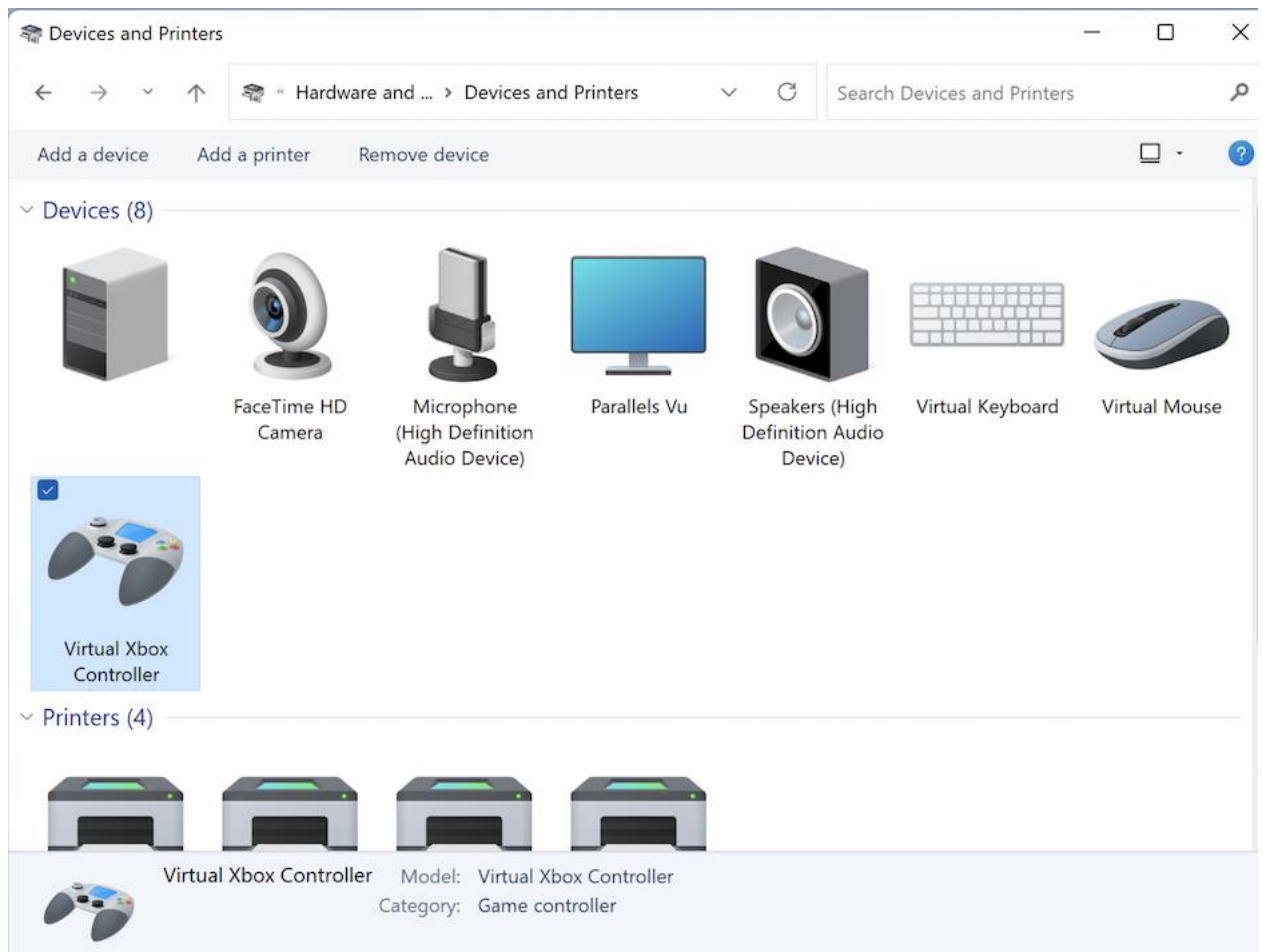 Devices and Printers
« Hardware and ... › Devices and Printers
Search Devices and Printers
Add a device Add a printer Remove device
?
Devices (8)
FaceTime HD
Camera
Microphone
(High Definition
Audio Device)
Parallels Vu
Speakers (High
Definition Audio
Device)
Virtual Keyboard
Virtual Mouse
Virtual Xbox
Controller
Printers (4)
Virtual Xbox Controller Model: Virtual Xbox Controller
Category: Game controller